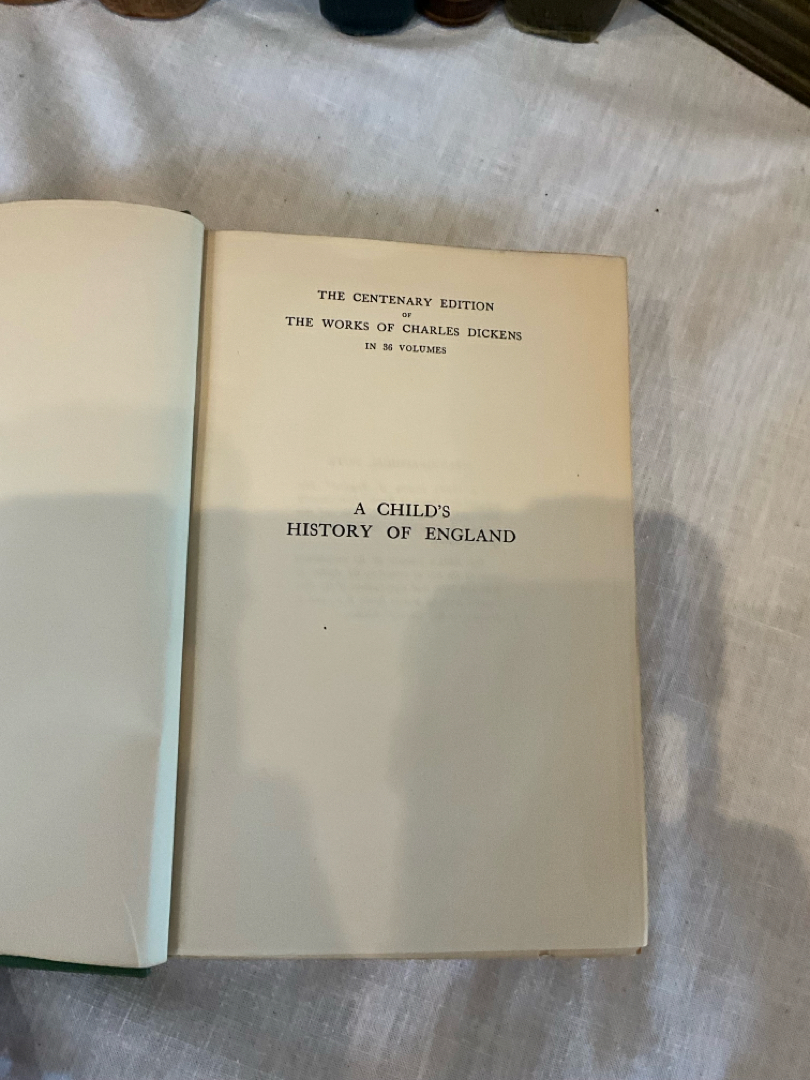 THE CENTENARY EDITION
OF
THE WORKS OF CHARLES DICKENS
IN 36 VOLUMES
A CHILD'S
HISTORY OF ENGLAND